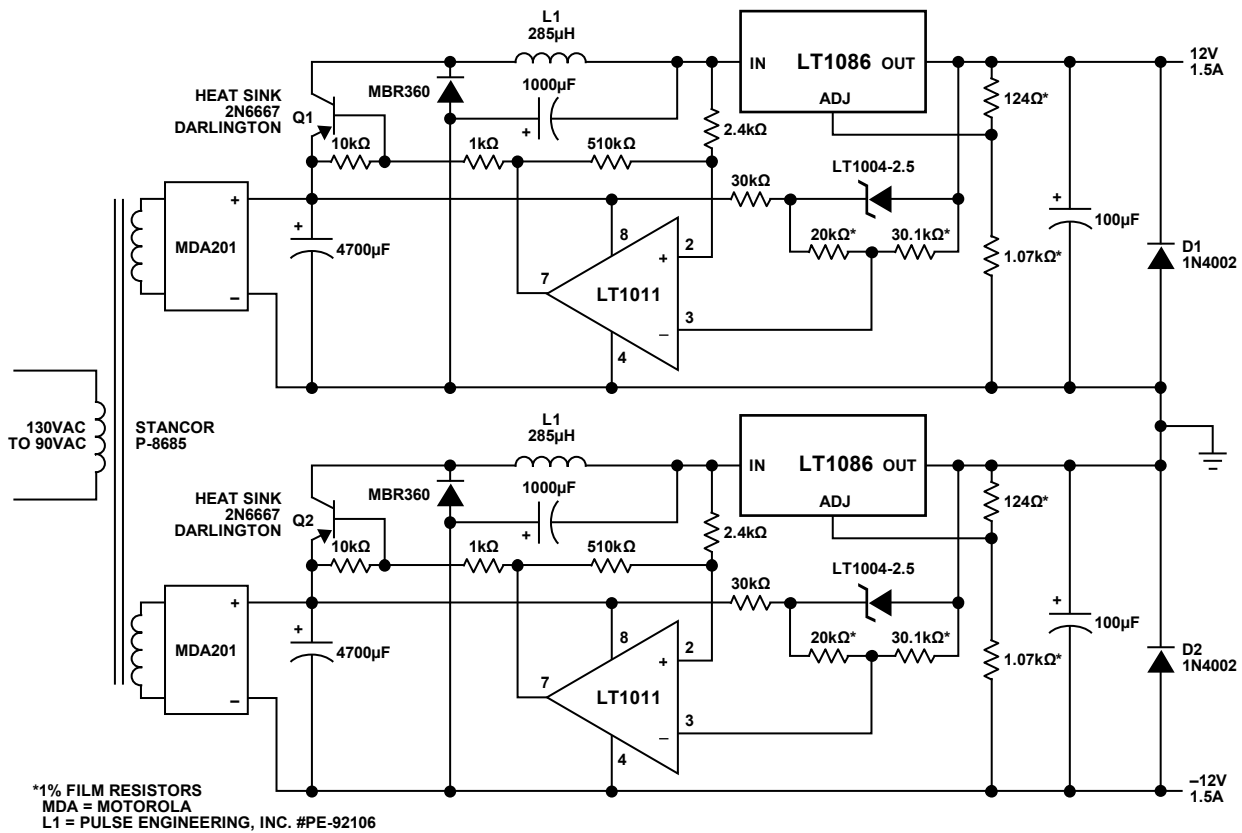 L1
285µH
1000µF
+
MBR360
HEAT SINK
2N6667
DARLINGTON
Q1
10kΩ
1kΩ
510kΩ
2.4kΩ
IN
LT1086
OUT
ADJ
124Ω*
12V
1.5A
LT1004-2.5
30kΩ
20kΩ*
30.1kΩ*
1.07kΩ*
+
100µF
D1
1N4002
+
MDA201
–
+
4700µF
8
2
+
7
LT1011
3
–
4
130VAC
TO 90VAC
STANCOR
P-8685
L1
285µH
1000µF
+
MBR360
HEAT SINK
2N6667
DARLINGTON
Q2
10kΩ
1kΩ
510kΩ
2.4kΩ
IN
LT1086
OUT
ADJ
124Ω*
LT1004-2.5
30kΩ
20kΩ*
30.1kΩ*
1.07kΩ*
+
100µF
D2
1N4002
+
MDA201
–
+
4700µF
8
2
+
7
LT1011
3
–
4
–12V
1.5A
*1% FILM RESISTORS
MDA = MOTOROLA
L1 = PULSE ENGINEERING, INC. #PE-92106